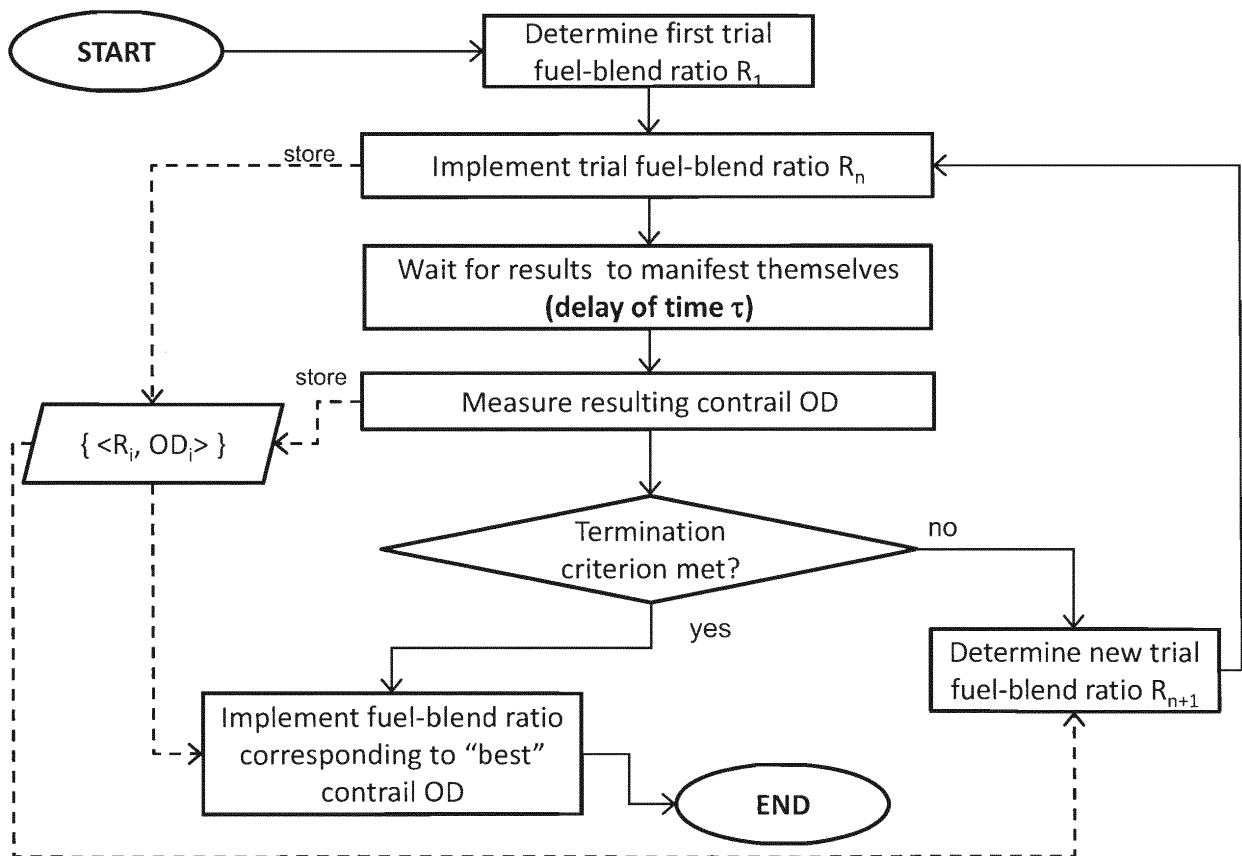 START
Determine first trial
fuel-blend ratio R₁
store
Implement trial fuel-blend ratio Rₙ
Wait for results to manifest themselves
(delay of time τ)
store
Measure resulting contrail OD
{ <Rᵢ, ODᵢ> }
Termination
criterion met?
no
yes
Determine new trial
fuel-blend ratio Rₙ₊₁
Implement fuel-blend ratio
corresponding to “best”
contrail OD
END